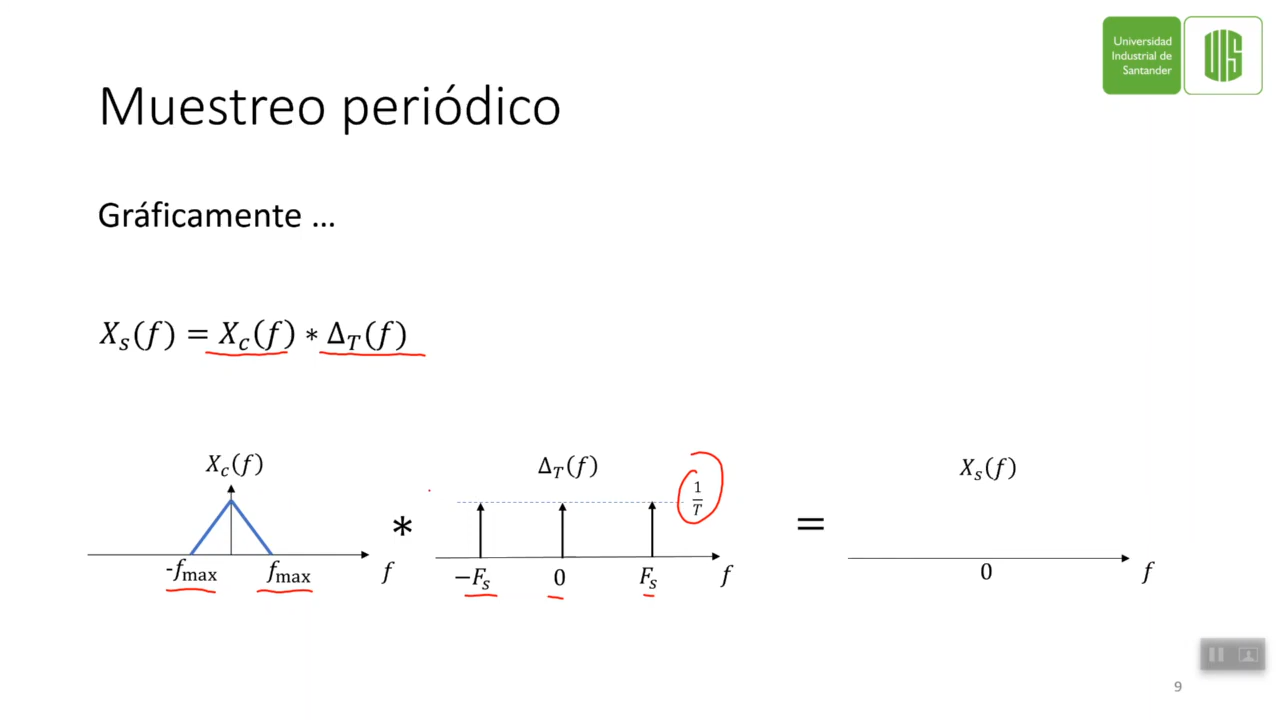 Universidad
Industrial de
Santander
UIS
Muestreo periódico
Gráficamente ...
X_s(f) = X_c(f) * Δ_T(f)
X_c(f)
-f_max
f_max
f
*
Δ_T(f)
1/T
−F_s
0
F_s
f
=
X_s(f)
0
f
9